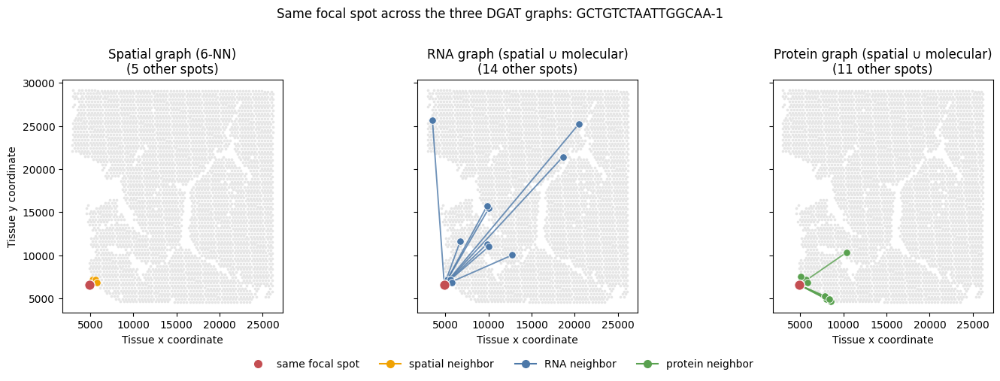 Same focal spot across the three DGAT graphs: GCTGTCTAATTGGCAA-1
Spatial graph (6-NN)
(5 other spots)
RNA graph (spatial ∪ molecular)
(14 other spots)
Protein graph (spatial ∪ molecular)
(11 other spots)
Tissue y coordinate
30000
25000
20000
15000
10000
5000
5000 10000 15000 20000 25000
5000 10000 15000 20000 25000
5000 10000 15000 20000 25000
Tissue x coordinate
Tissue x coordinate
Tissue x coordinate
same focal spot
spatial neighbor
RNA neighbor
protein neighbor